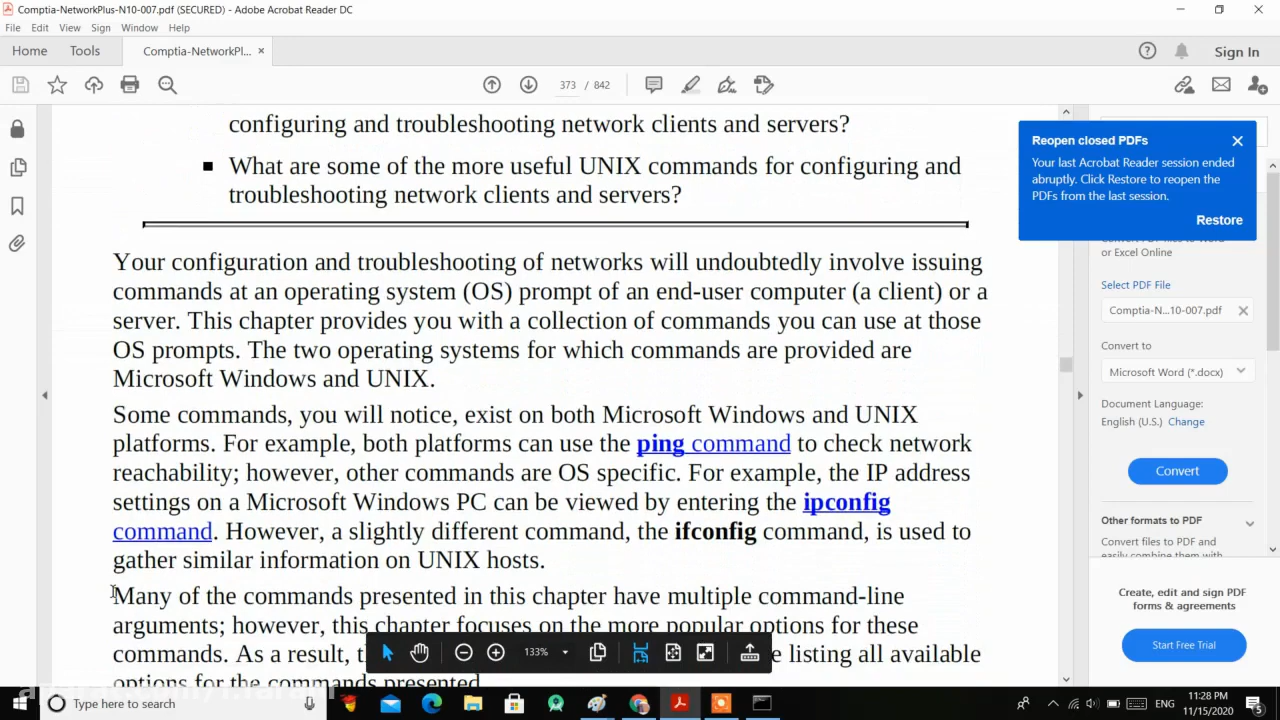 Comptia-NetworkPlus-N10-007.pdf (SECURED) - Adobe Acrobat Reader DC
File Edit View Sign Window Help
Home Tools Comptia-NetworkPl... × Sign In
373 / 842
configuring and troubleshooting network clients and servers?
■ What are some of the more useful UNIX commands for configuring and
troubleshooting network clients and servers?
Your configuration and troubleshooting of networks will undoubtedly involve issuing
commands at an operating system (OS) prompt of an end-user computer (a client) or a
server. This chapter provides you with a collection of commands you can use at those
OS prompts. The two operating systems for which commands are provided are
Microsoft Windows and UNIX.
Some commands, you will notice, exist on both Microsoft Windows and UNIX
platforms. For example, both platforms can use the ping command to check network
reachability; however, other commands are OS specific. For example, the IP address
settings on a Microsoft Windows PC can be viewed by entering the ipconfig
command. However, a slightly different command, the ifconfig command, is used to
gather similar information on UNIX hosts.
Many of the commands presented in this chapter have multiple command-line
arguments; however, this chapter focuses on the more popular options for these
commands. As a result, t
e listing all available
options for the commands presented.
133%
Reopen closed PDFs
Your last Acrobat Reader session ended
abruptly. Click Restore to reopen the
PDFs from the last session.
Restore
or Excel Online
Select PDF File
Comptia-N...10-007.pdf
Convert to
Microsoft Word (*.docx)
Document Language:
English (U.S.) Change
Convert
Other formats to PDF
Convert files to PDF and
easily combine them with
Create, edit and sign PDF
forms & agreements
Start Free Trial
Type here to search
ENG
11:28 PM
11/15/2020
5